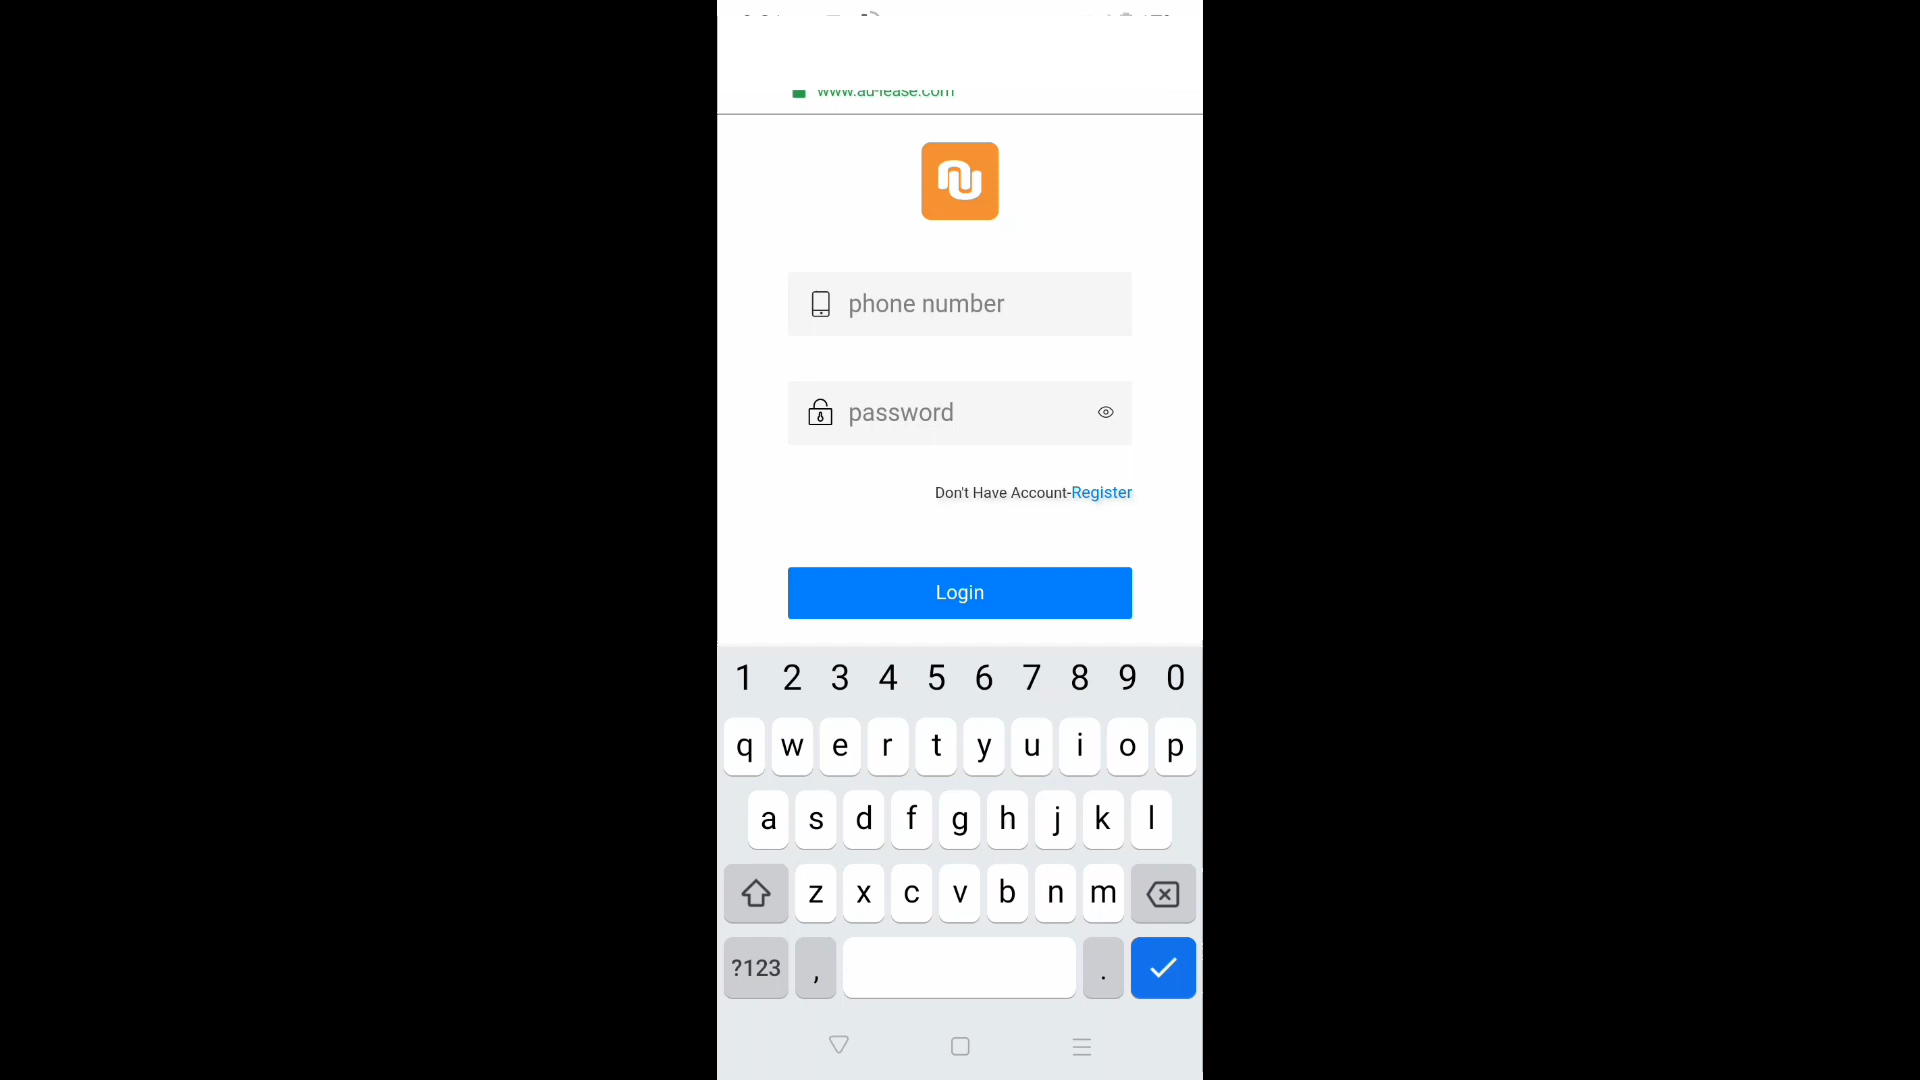 www.au-lease.com
phone number
password
Don't Have Account-Register
Login
1 2 3 4 5 6 7 8 9 0
q w e r t y u i o p
a s d f g h j k l
z x c v b n m
?123 , .